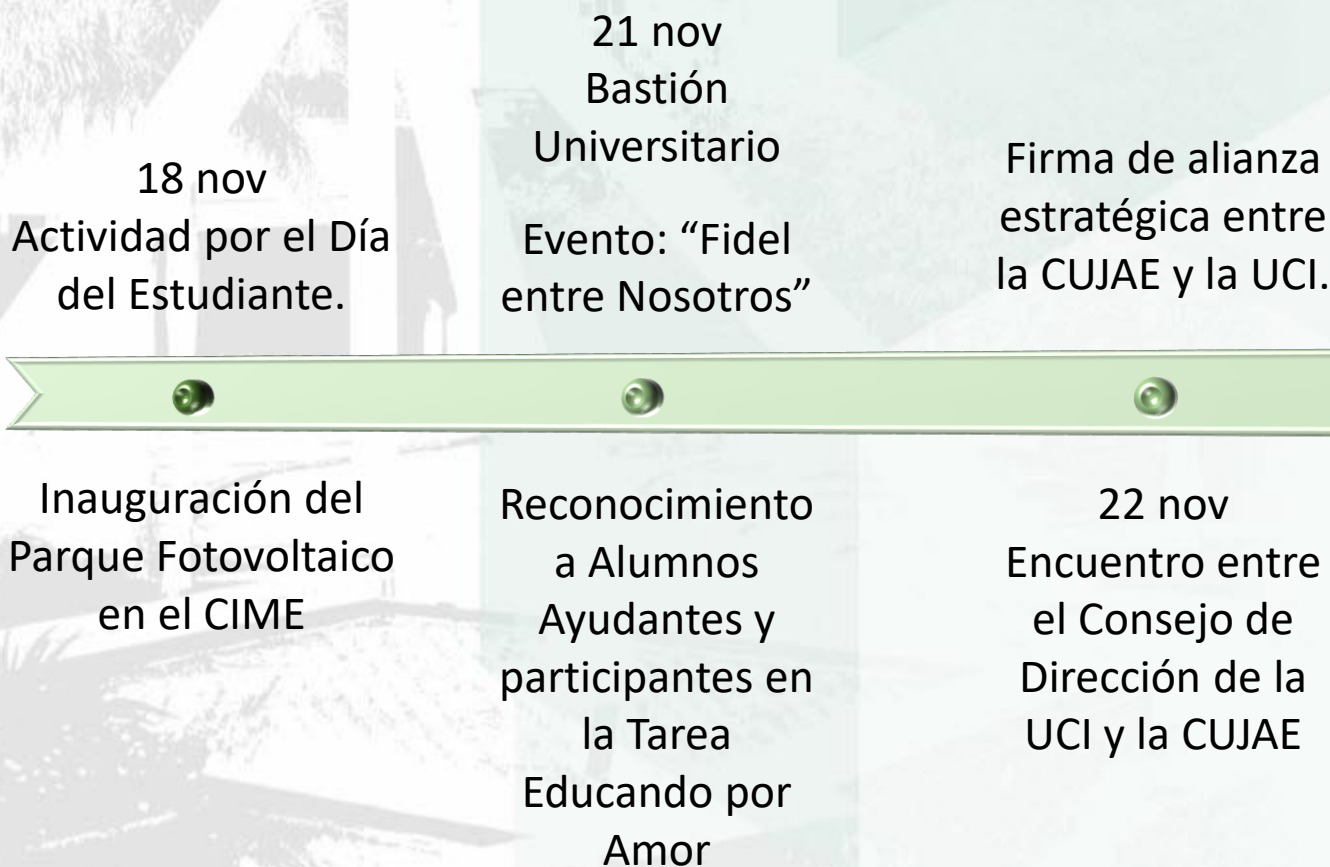 18 nov
Actividad por el Día
del Estudiante.
Inauguración del
Parque Fotovoltaico
en el CIME
21 nov
Bastión
Universitario
Evento: “Fidel
entre Nosotros”
Reconocimiento
a Alumnos
Ayudantes y
participantes en
la Tarea
Educando por
Amor
Firma de alianza
estratégica entre
la CUJAE y la UCI.
22 nov
Encuentro entre
el Consejo de
Dirección de la
UCI y la CUJAE